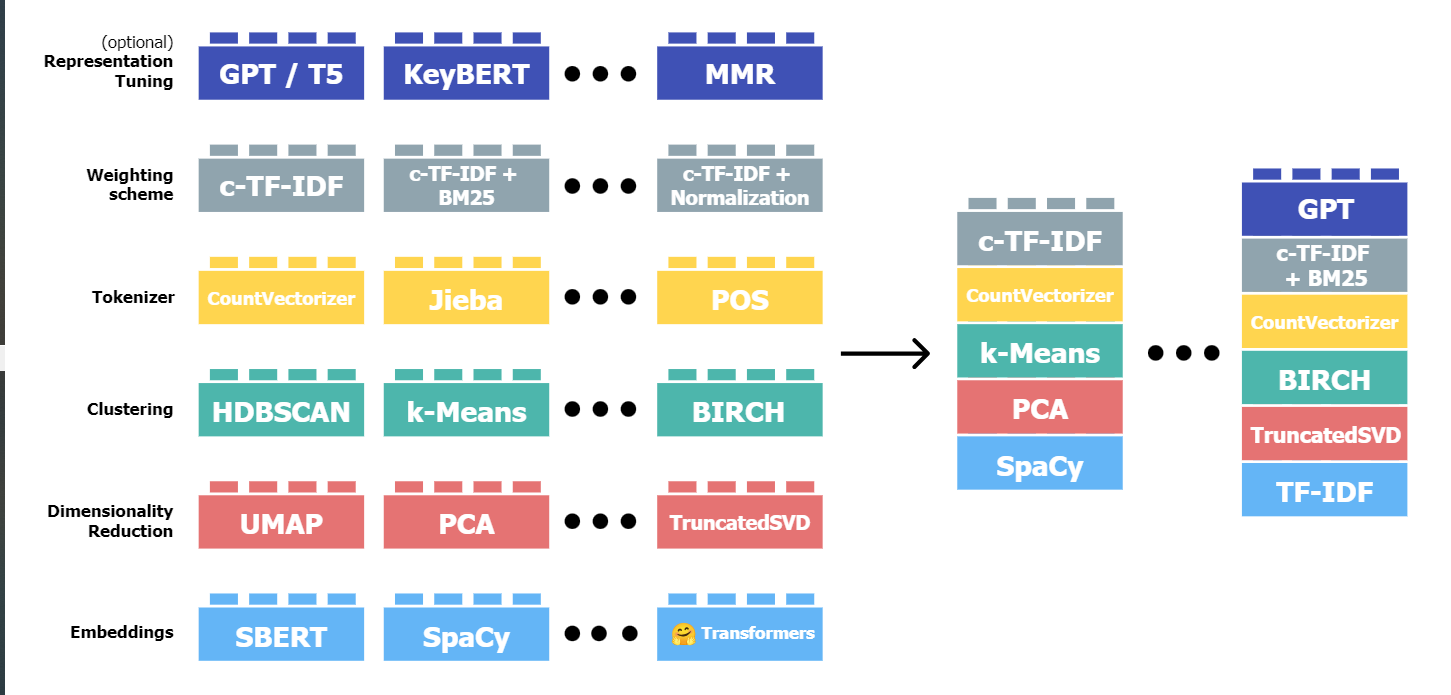 (optional)
Representation
Tuning
GPT / T5
KeyBERT
MMR
Weighting
scheme
c-TF-IDF
c-TF-IDF +
BM25
c-TF-IDF +
Normalization
Tokenizer
CountVectorizer
Jieba
POS
Clustering
HDBSCAN
k-Means
BIRCH
Dimensionality
Reduction
UMAP
PCA
TruncatedSVD
Embeddings
SBERT
SpaCy
🤗 Transformers
c-TF-IDF
CountVectorizer
k-Means
PCA
SpaCy
GPT
c-TF-IDF
+ BM25
CountVectorizer
BIRCH
TruncatedSVD
TF-IDF